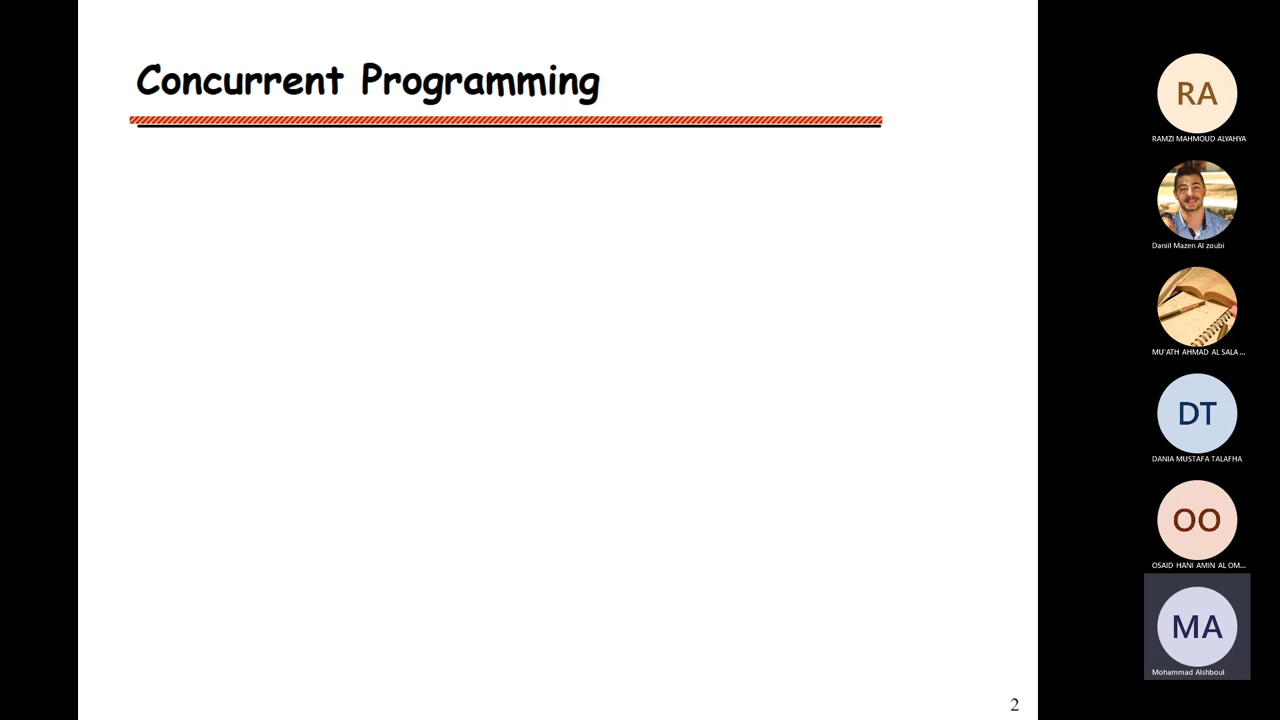 Concurrent Programming
2
RA
RAMZI MAHMOUD ALYAHYA
Daniil Mazen Al zoubi
MU'ATH AHMAD AL SALA...
DT
DANIA MUSTAFA TALAFHA
OO
OSAID HANI AMIN AL OM...
MA
Mohammad Alshboul